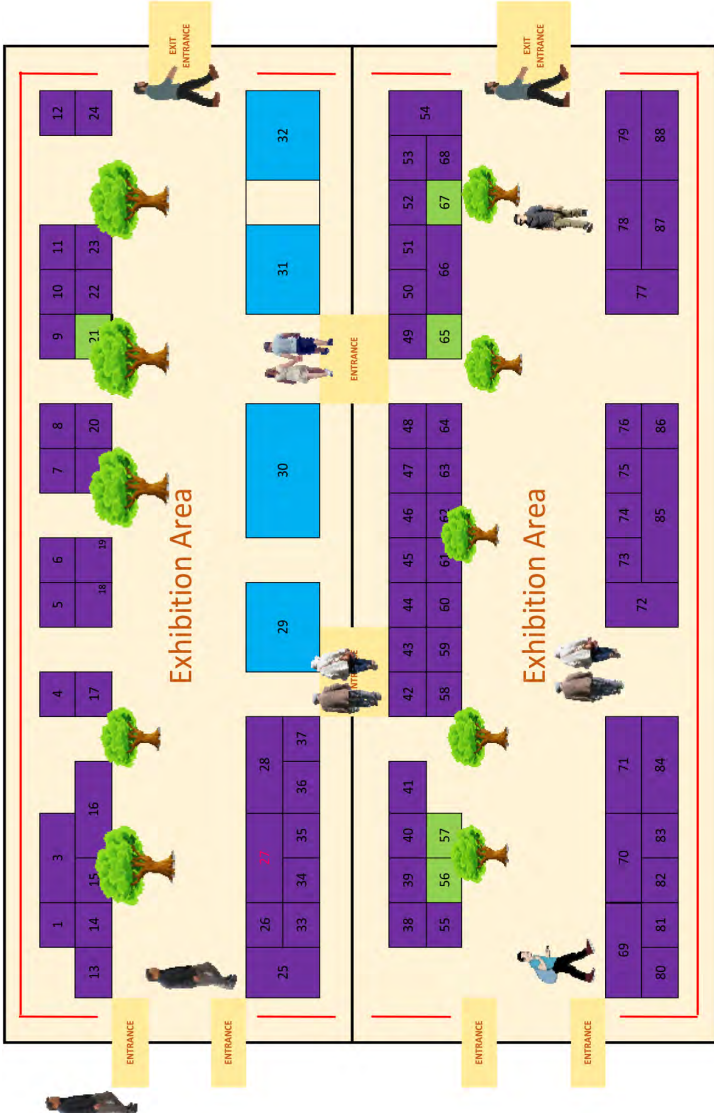 1 3 4 5 6 7 8 9 10 11 12
13 14 15 16 17 18 19 20 21 22 23 24
ENTRANCE
EXIT
ENTRANCE
Exhibition Area
ENTRANCE
25 26 27 28 29 30 31 32
33 34 35 36 37
ENTRANCE
38 39 40 41 42 43 44 45 46 47 48 49 50 51 52 53 54
55 56 57 58 59 60 61 62 63 64 65 66 67 68
ENTRANCE
EXIT
ENTRANCE
Exhibition Area
ENTRANCE
69 70 71 72 73 74 75 76 77 78 79
80 81 82 83 84 85 86 87 88